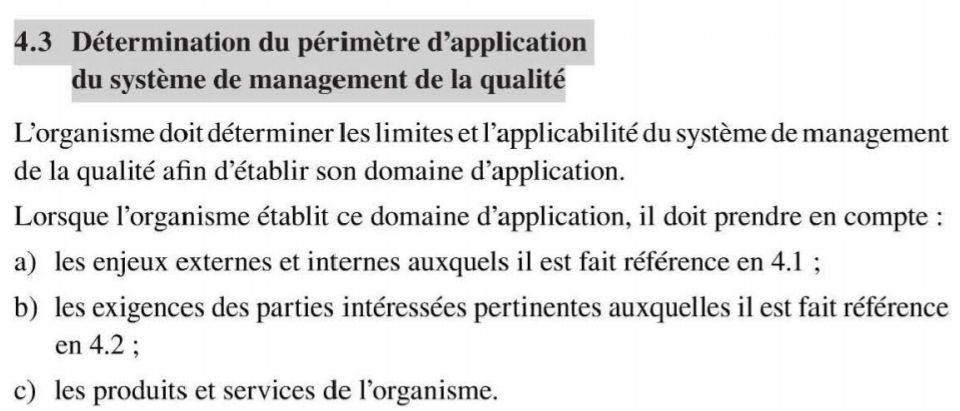 4.3 Détermination du périmètre d’application
du système de management de la qualité
L’organisme doit déterminer les limites et l’applicabilité du système de management
de la qualité afin d’établir son domaine d’application.
Lorsque l’organisme établit ce domaine d’application, il doit prendre en compte :
a) les enjeux externes et internes auxquels il est fait référence en 4.1 ;
b) les exigences des parties intéressées pertinentes auxquelles il est fait référence
en 4.2 ;
c) les produits et services de l’organisme.